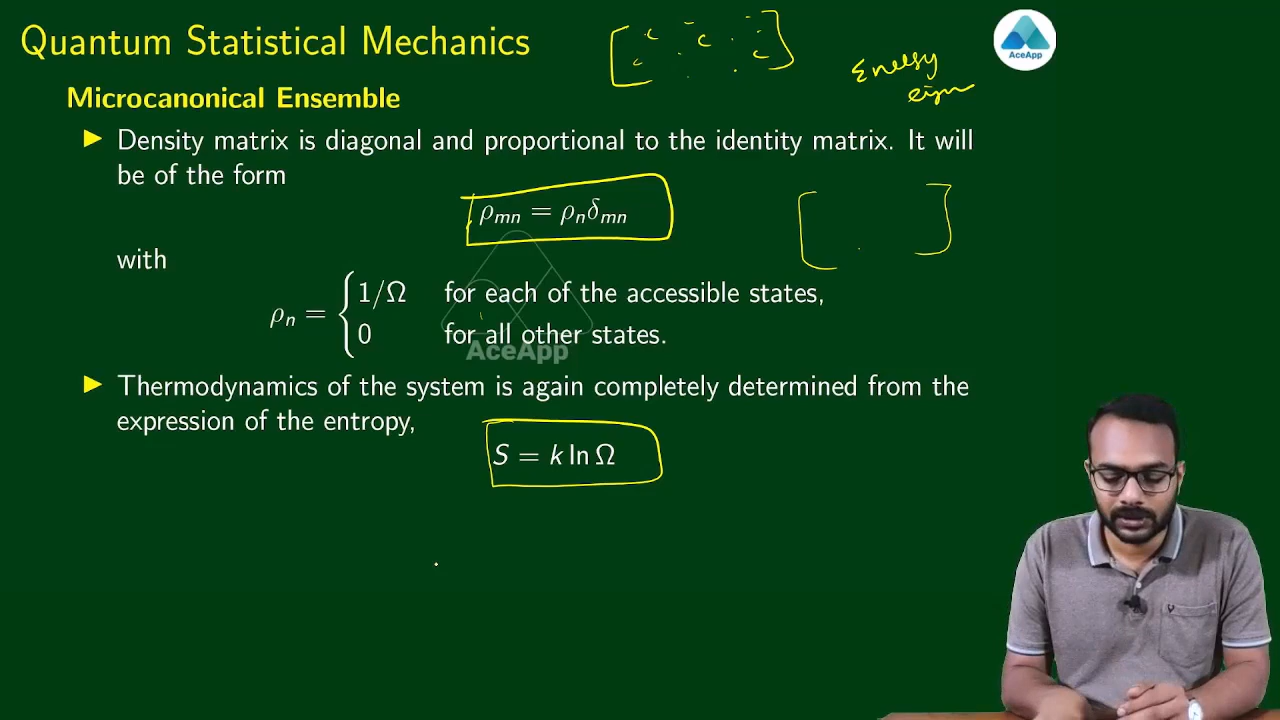 Quantum Statistical Mechanics
AceApp
Energy
eign
Microcanonical Ensemble
▶ Density matrix is diagonal and proportional to the identity matrix. It will
be of the form
ρₘₙ = ρₙδₘₙ
with
ρₙ = { 1/Ω for each of the accessible states,
0 for all other states.
AceApp
▶ Thermodynamics of the system is again completely determined from the
expression of the entropy,
S = k ln Ω